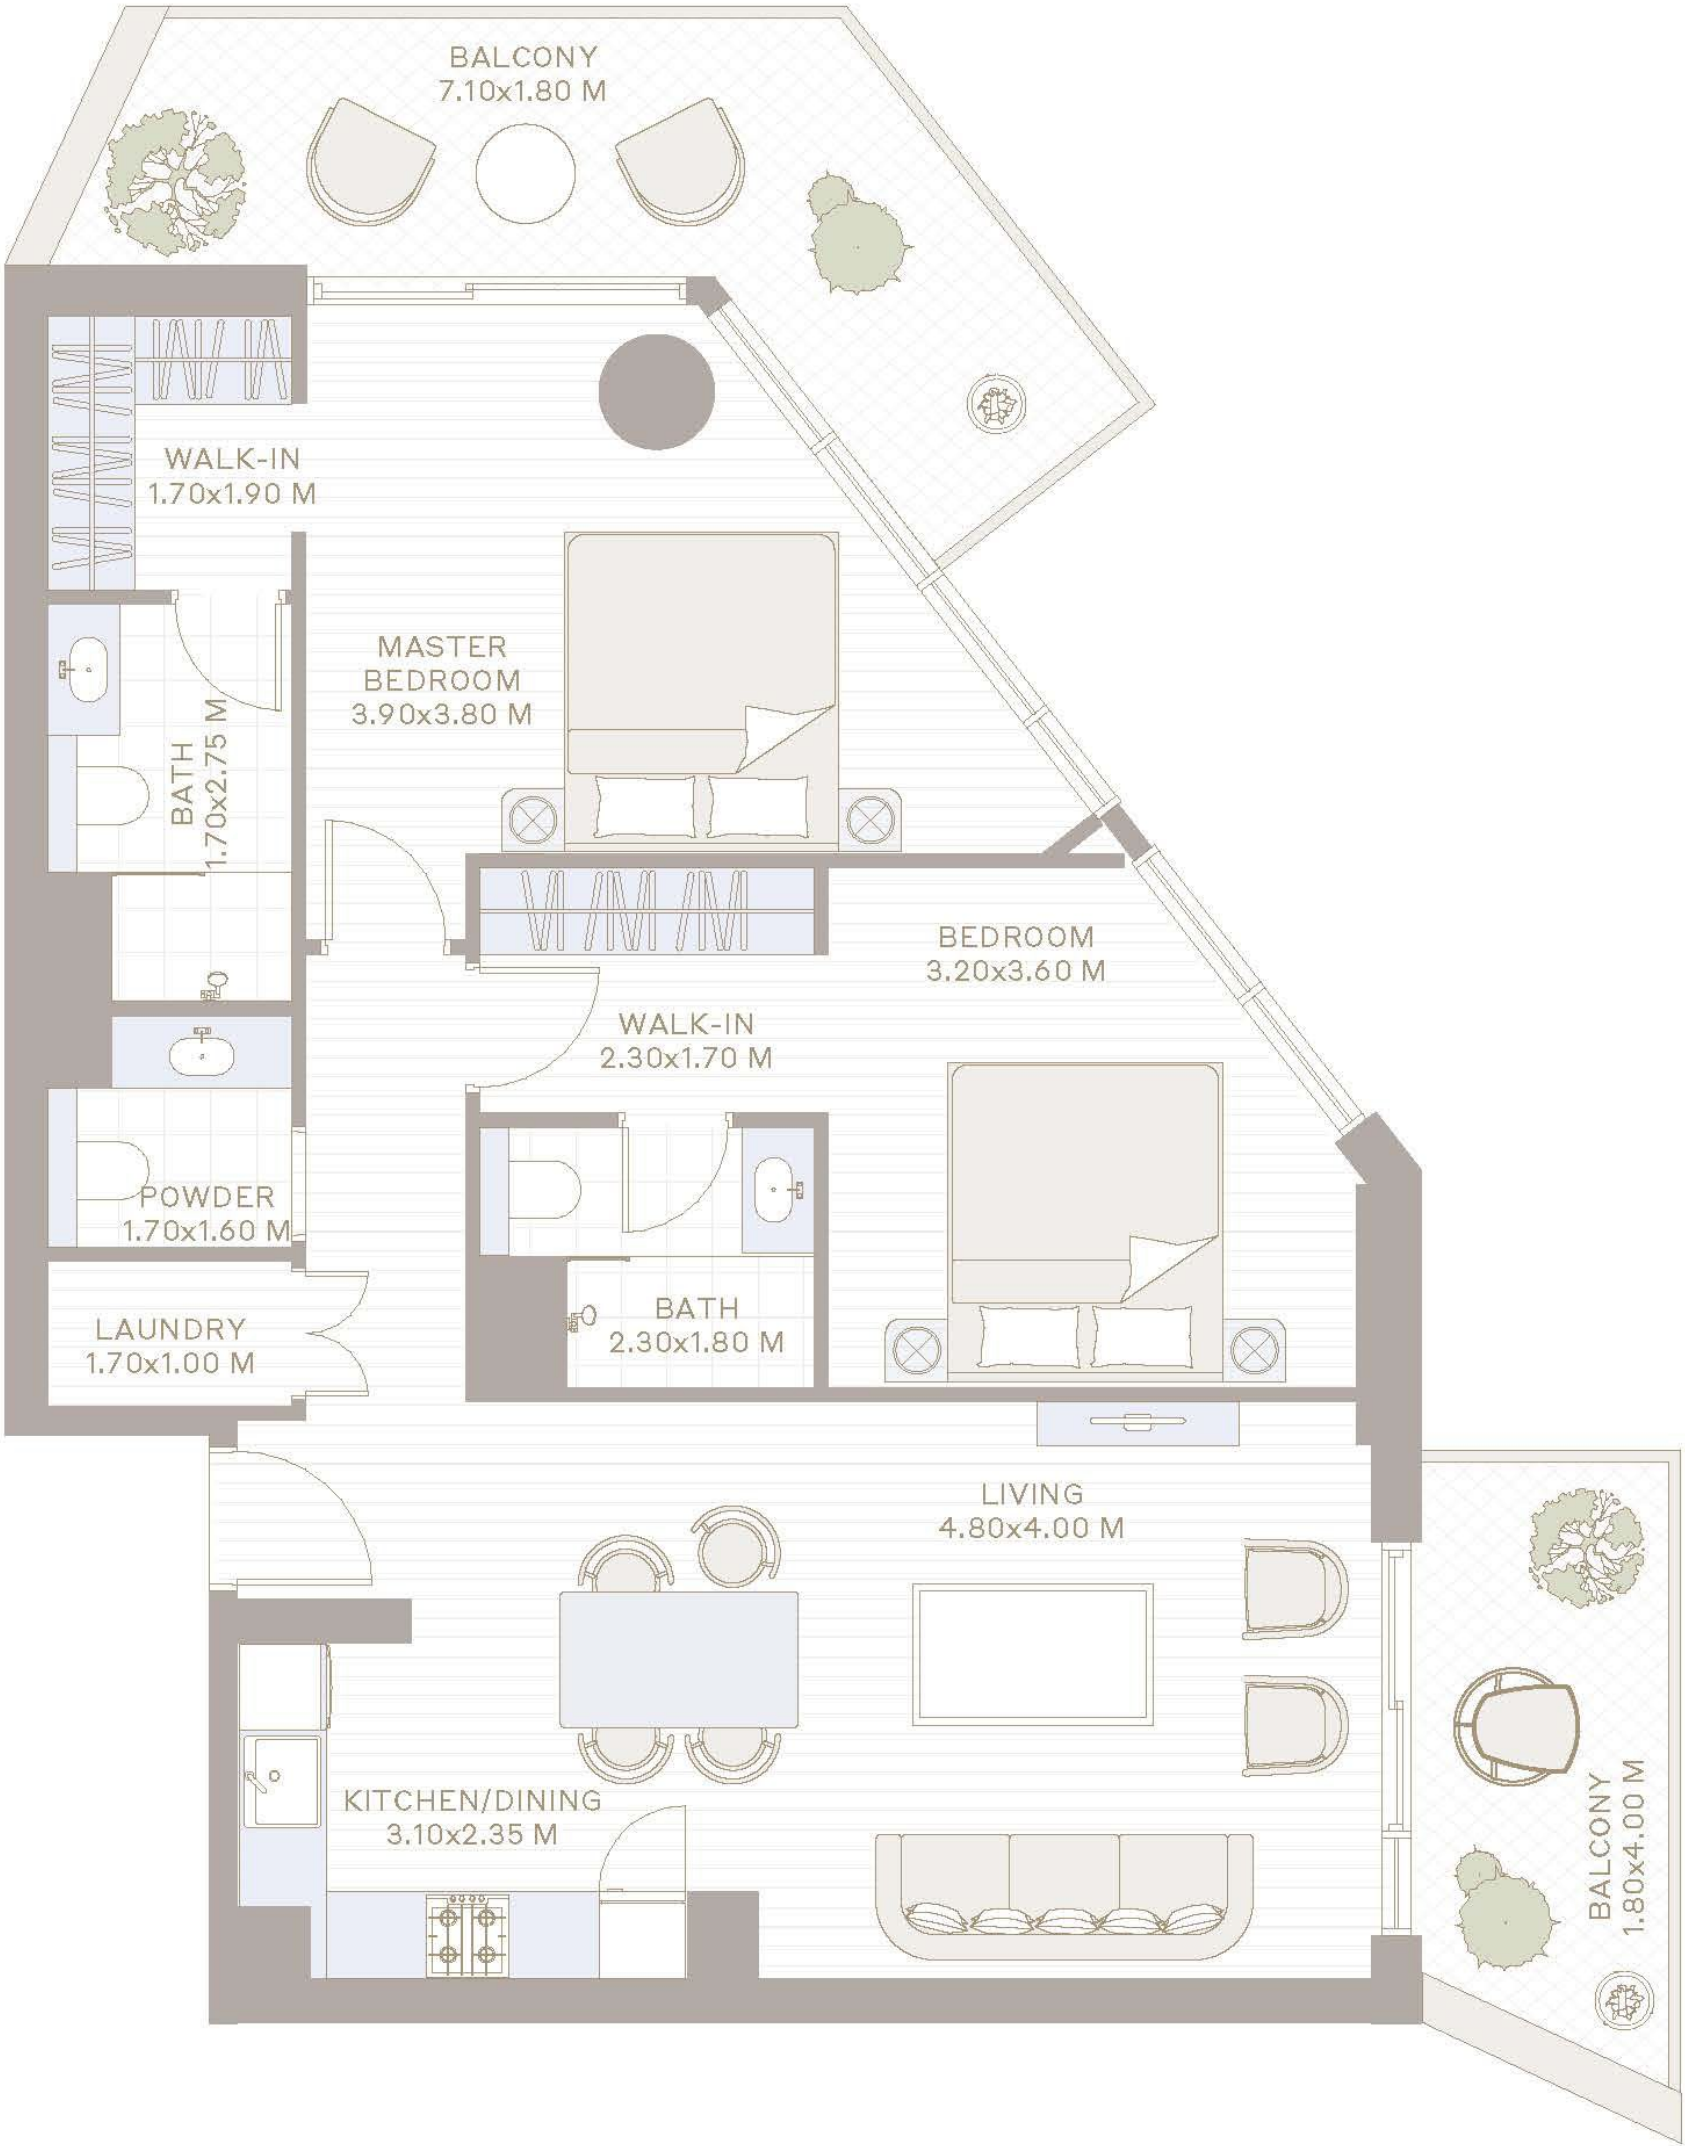 BALCONY
7.10x1.80 M
WALK-IN
1.70x1.90 M
MASTER
BEDROOM
3.90x3.80 M
BATH
1.70x2.75 M
BEDROOM
3.20x3.60 M
WALK-IN
2.30x1.70 M
POWDER
1.70x1.60 M
BATH
2.30x1.80 M
LAUNDRY
1.70x1.00 M
LIVING
4.80x4.00 M
KITCHEN/DINING
3.10x2.35 M
BALCONY
1.80x4.00 M